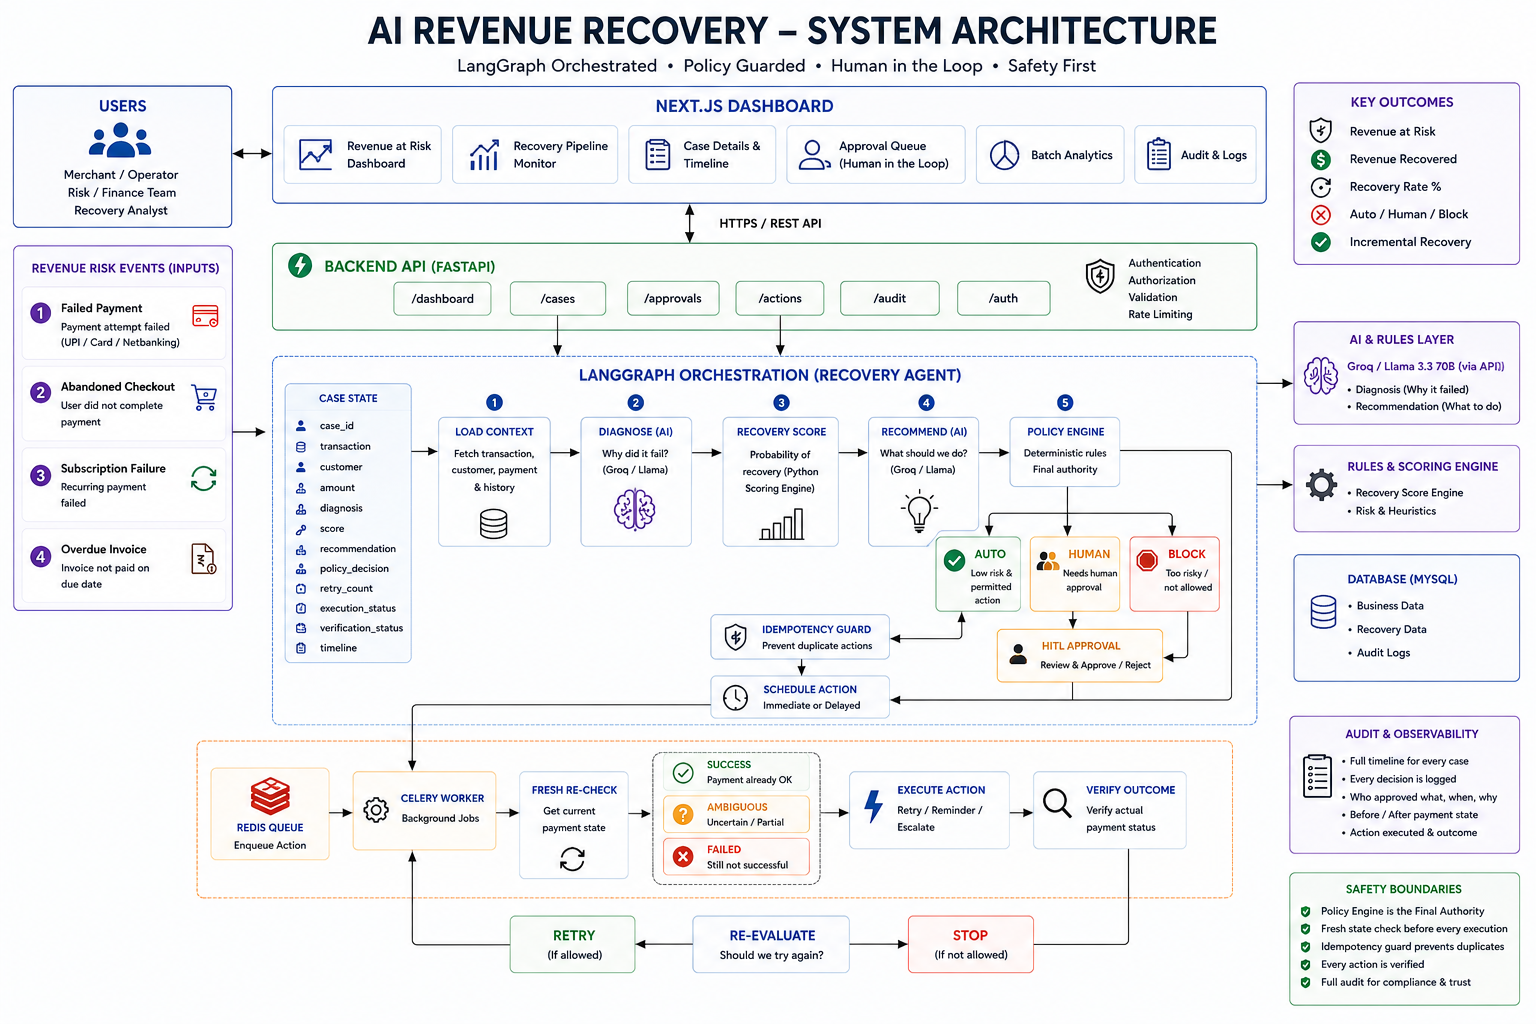 AI REVENUE RECOVERY – SYSTEM ARCHITECTURE
LangGraph Orchestrated • Policy Guarded • Human in the Loop • Safety First
USERS
Merchant / Operator
Risk / Finance Team
Recovery Analyst
NEXT.JS DASHBOARD
Revenue at Risk
Dashboard
Recovery Pipeline
Monitor
Case Details &
Timeline
Approval Queue
(Human in the Loop)
Batch Analytics
Audit & Logs
KEY OUTCOMES
Revenue at Risk
Revenue Recovered
Recovery Rate %
Auto / Human / Block
Incremental Recovery
HTTPS / REST API
REVENUE RISK EVENTS (INPUTS)
1
Failed Payment
Payment attempt failed
(UPI / Card / Netbanking)
2
Abandoned Checkout
User did not complete
payment
3
Subscription Failure
Recurring payment
failed
4
Overdue Invoice
Invoice not paid on
due date
BACKEND API (FASTAPI)
/dashboard
/cases
/approvals
/actions
/audit
/auth
Authentication
Authorization
Validation
Rate Limiting
LANGGRAPH ORCHESTRATION (RECOVERY AGENT)
CASE STATE
case_id
transaction
customer
amount
diagnosis
score
recommendation
policy_decision
retry_count
execution_status
verification_status
timeline
1
LOAD CONTEXT
Fetch transaction,
customer, payment
& history
2
DIAGNOSE (AI)
Why did it fail?
(Groq / Llama)
3
RECOVERY SCORE
Probability of
recovery (Python
Scoring Engine)
4
RECOMMEND (AI)
What should we do?
(Groq / Llama)
5
POLICY ENGINE
Deterministic rules
Final authority
AUTO
Low risk &
permitted
action
HUMAN
Needs human
approval
BLOCK
Too risky /
not allowed
IDEMPOTENCY GUARD
Prevent duplicate actions
HITL APPROVAL
Review & Approve / Reject
SCHEDULE ACTION
Immediate or Delayed
AI & RULES LAYER
Groq / Llama 3.3 70B (via API))
• Diagnosis (Why it failed)
• Recommendation (What to do)
RULES & SCORING ENGINE
• Recovery Score Engine
• Risk & Heuristics
DATABASE (MYSQL)
• Business Data
• Recovery Data
• Audit Logs
REDIS QUEUE
Enqueue Action
CELERY WORKER
Background Jobs
FRESH RE-CHECK
Get current
payment state
SUCCESS
Payment already OK
AMBIGUOUS
Uncertain / Partial
FAILED
Still not successful
EXECUTE ACTION
Retry / Reminder /
Escalate
VERIFY OUTCOME
Verify actual
payment status
RETRY
(If allowed)
RE-EVALUATE
Should we try again?
STOP
(If not allowed)
AUDIT & OBSERVABILITY
• Full timeline for every case
• Every decision is logged
• Who approved what, when, why
• Before / After payment state
• Action executed & outcome
SAFETY BOUNDARIES
Policy Engine is the Final Authority
Fresh state check before every execution
Idempotency guard prevents duplicates
Every action is verified
Full audit for compliance & trust